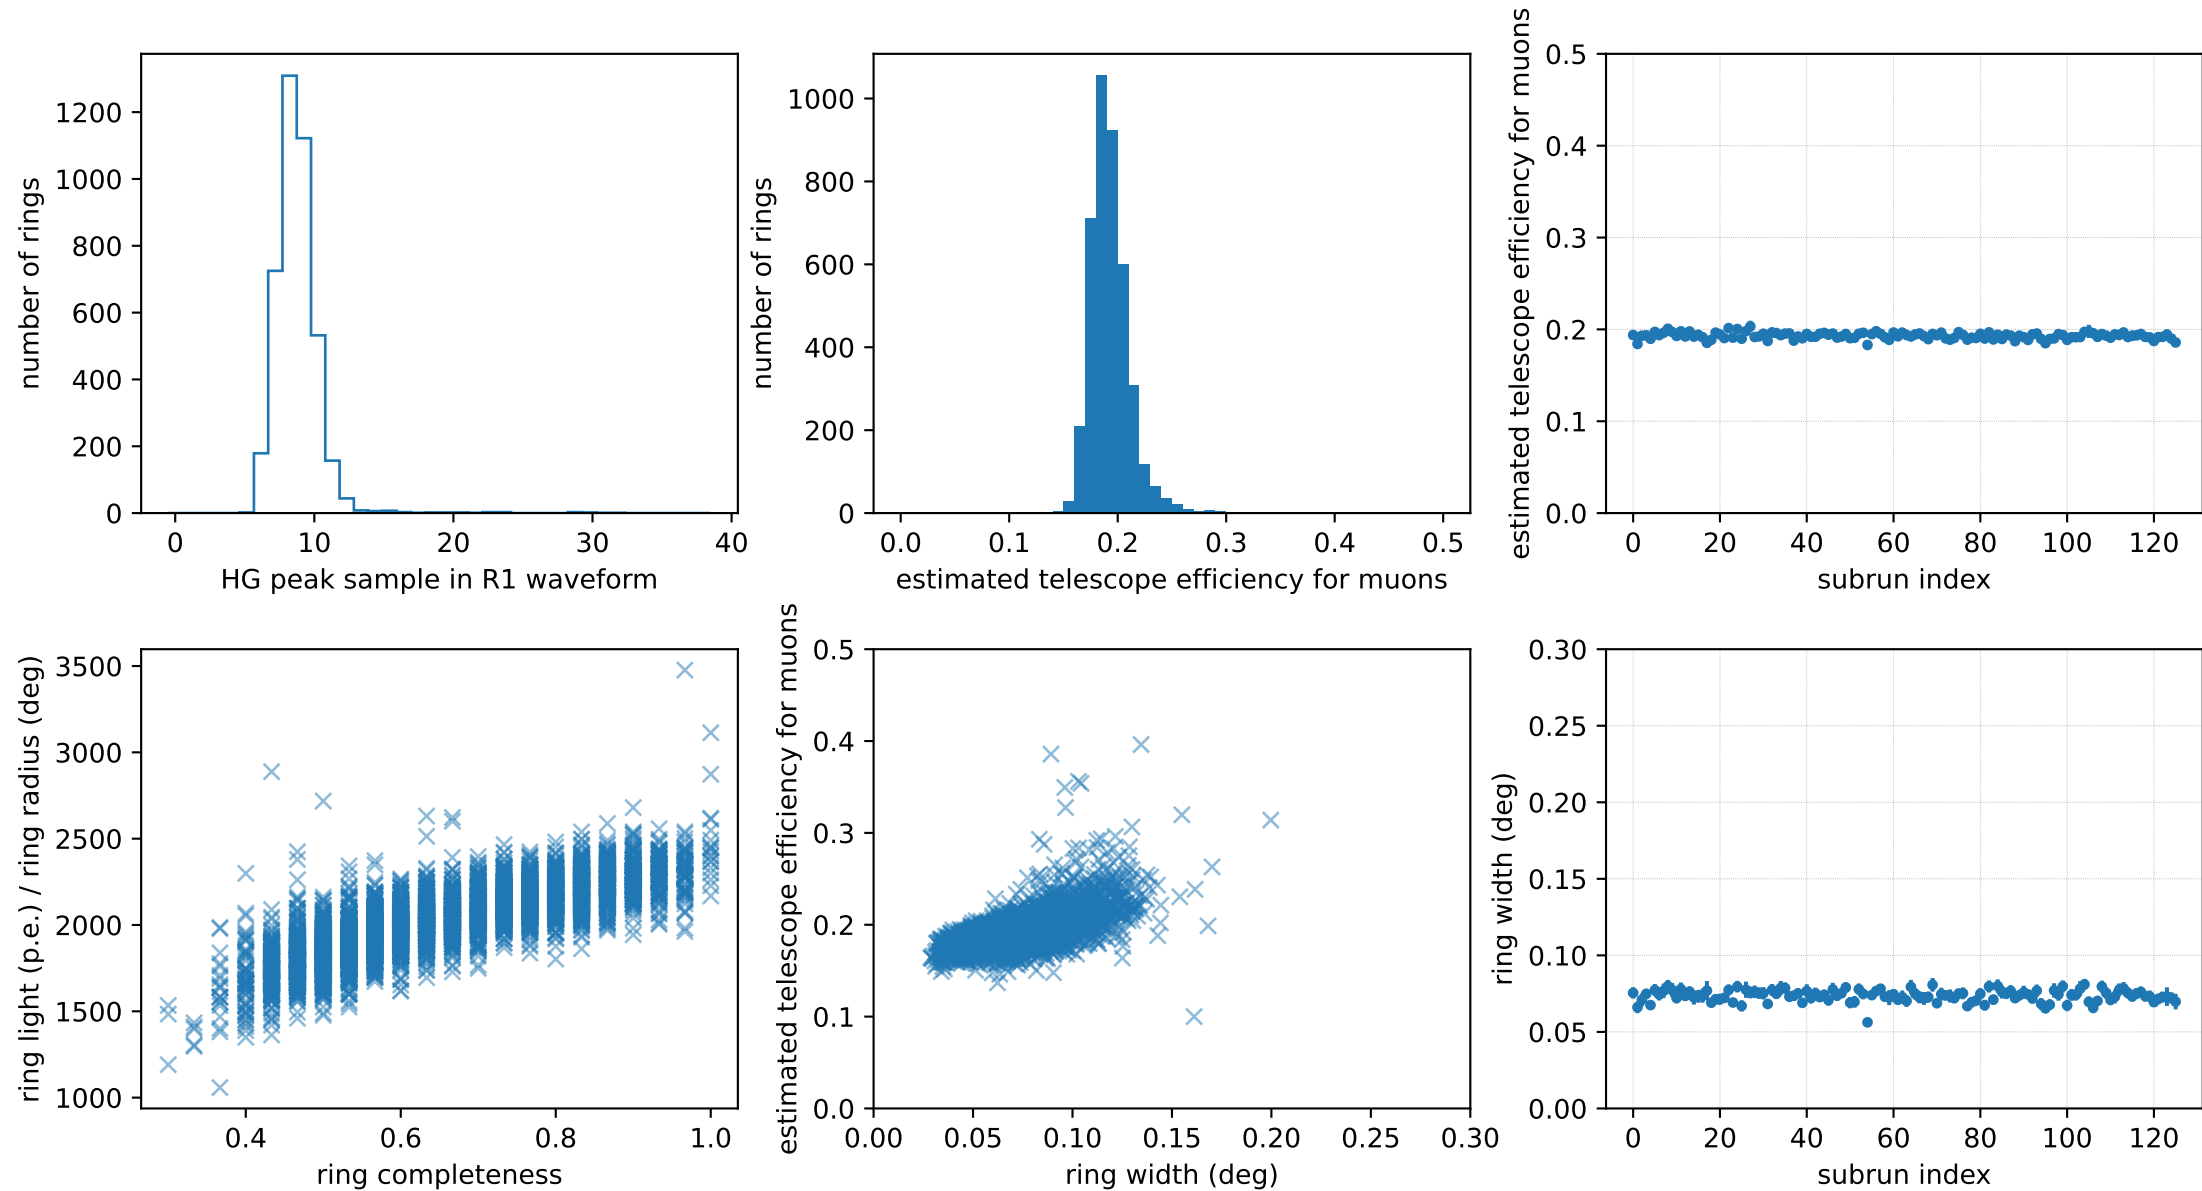 number of rings
1200
1000
800
600
400
200
0
0 10 20 30 40
HG peak sample in R1 waveform
number of rings
1000
800
600
400
200
0
0.0 0.1 0.2 0.3 0.4 0.5
estimated telescope efficiency for muons
estimated telescope efficiency for muons
0.5
0.4
0.3
0.2
0.1
0.0
0 20 40 60 80 100 120
subrun index
ring light (p.e.) / ring radius (deg)
3500
3000
2500
2000
1500
1000
0.4 0.6 0.8 1.0
ring completeness
estimated telescope efficiency for muons
0.5
0.4
0.3
0.2
0.1
0.0
0.00 0.05 0.10 0.15 0.20 0.25 0.30
ring width (deg)
ring width (deg)
0.30
0.25
0.20
0.15
0.10
0.05
0.00
0 20 40 60 80 100 120
subrun index